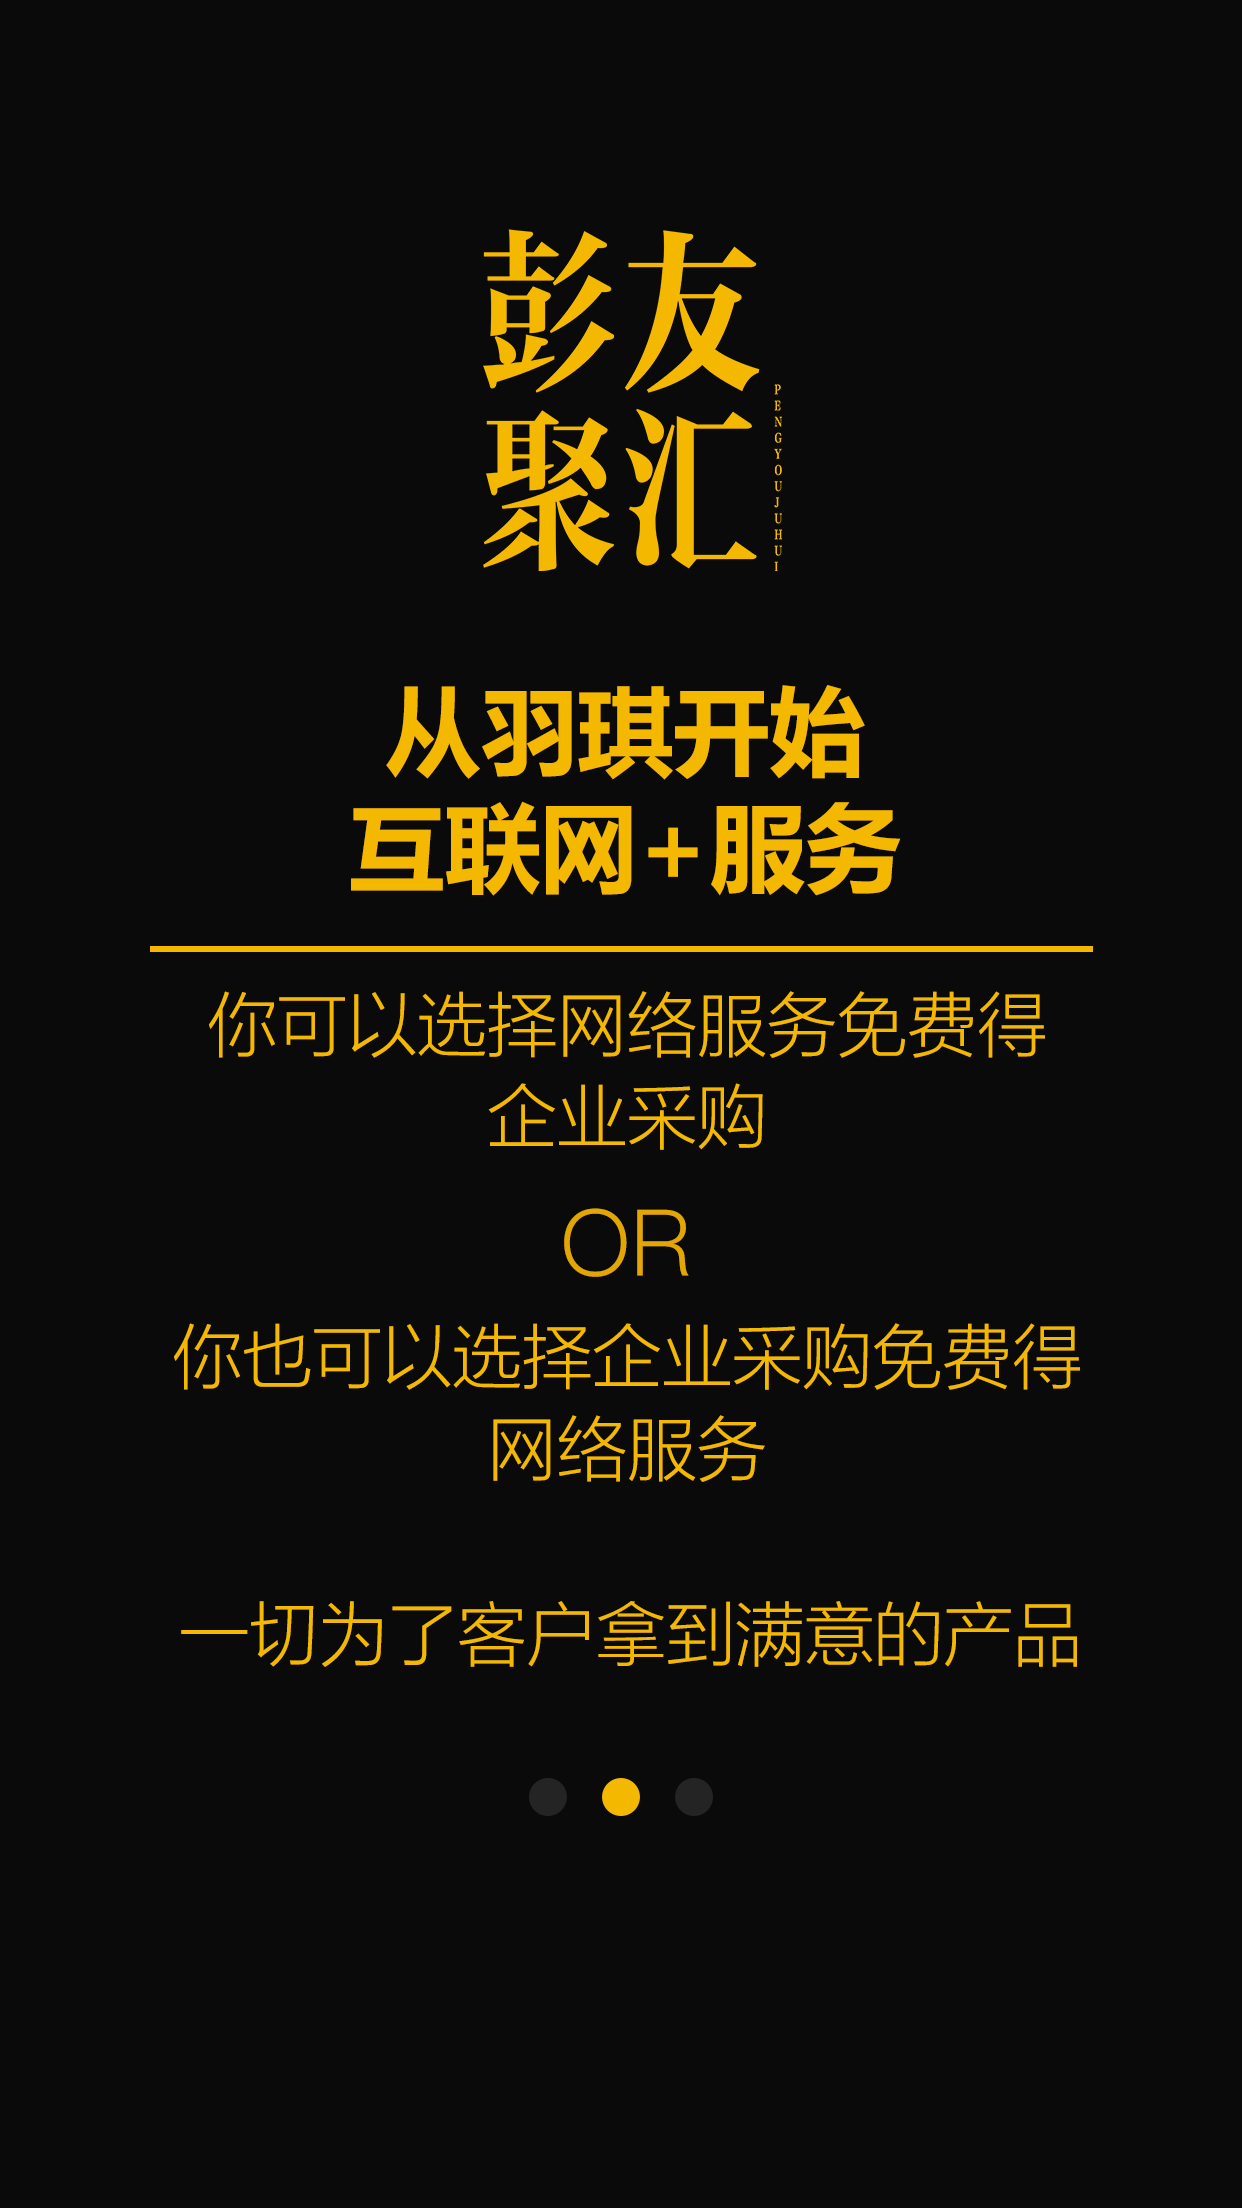 彭友
聚汇
PENGYOUJUHUI
从羽琪开始
互联网+服务
你可以选择网络服务免费得
企业采购
OR
你也可以选择企业采购免费得
网络服务
一切为了客户拿到满意的产品